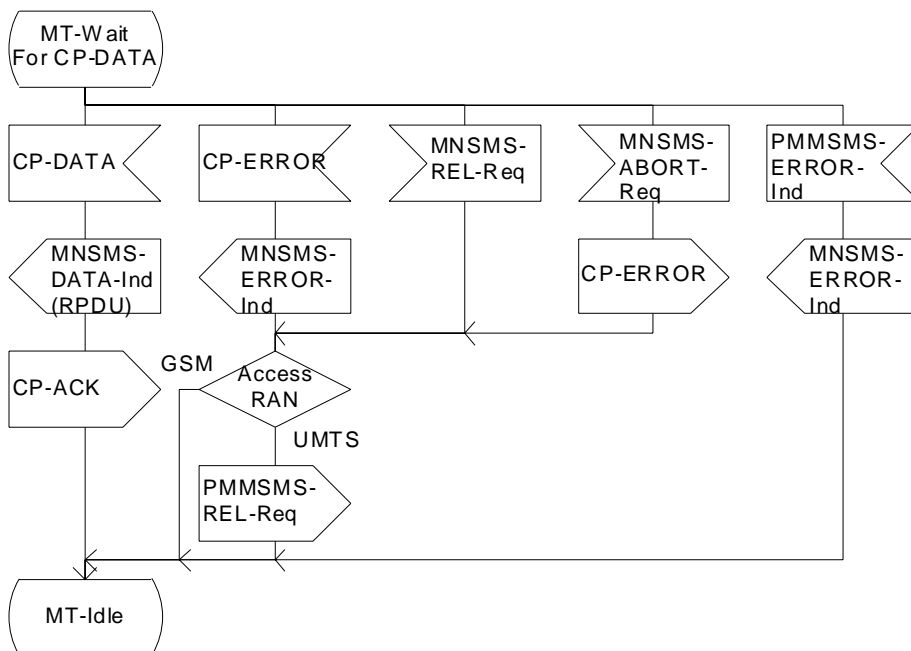 MT-Wait
For CP-DATA
CP-DATA
CP-ERROR
MNSMS-
REL-Req
MNSMS-
ABORT-
Req
PMMSMS-
ERROR-
Ind
MNSMS-
DATA-Ind
(RPDU)
MNSMS-
ERROR-
Ind
CP-ERROR
MNSMS-
ERROR-
Ind
CP-ACK
GSM
Access
RAN
UMTS
PMMSMS-
REL-Req
MT-Idle